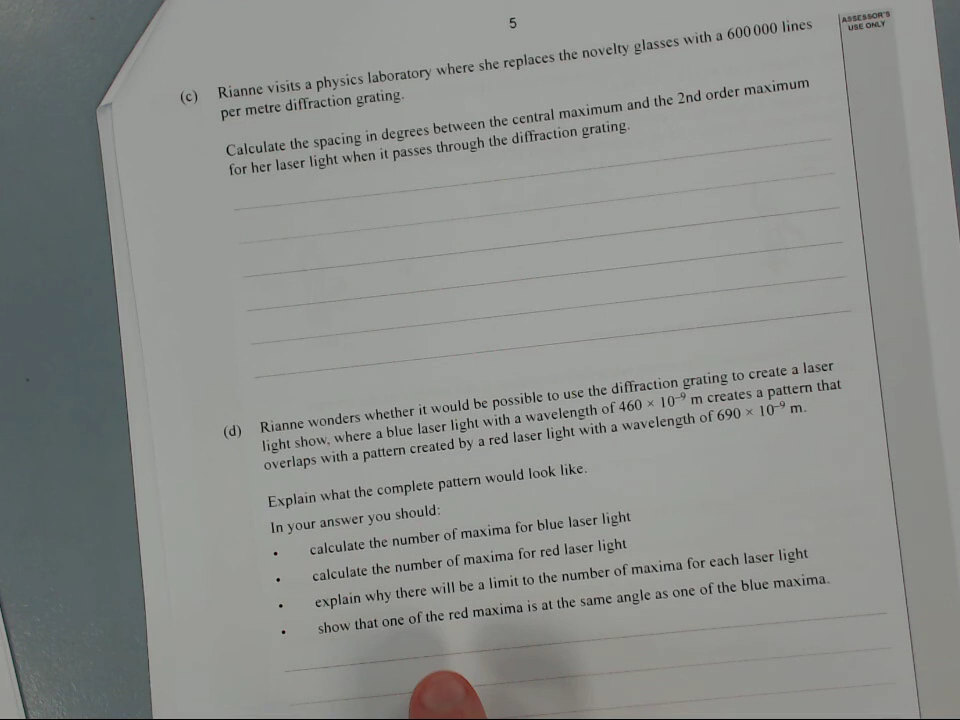 5
ASSESSOR'S
USE ONLY
(c) Rianne visits a physics laboratory where she replaces the novelty glasses with a 600 000 lines
per metre diffraction grating.
Calculate the spacing in degrees between the central maximum and the 2nd order maximum
for her laser light when it passes through the diffraction grating.
(d) Rianne wonders whether it would be possible to use the diffraction grating to create a laser
light show, where a blue laser light with a wavelength of 460 × 10⁻⁹ m creates a pattern that
overlaps with a pattern created by a red laser light with a wavelength of 690 × 10⁻⁹ m.
Explain what the complete pattern would look like.
In your answer you should:
• calculate the number of maxima for blue laser light
• calculate the number of maxima for red laser light
• explain why there will be a limit to the number of maxima for each laser light
• show that one of the red maxima is at the same angle as one of the blue maxima.